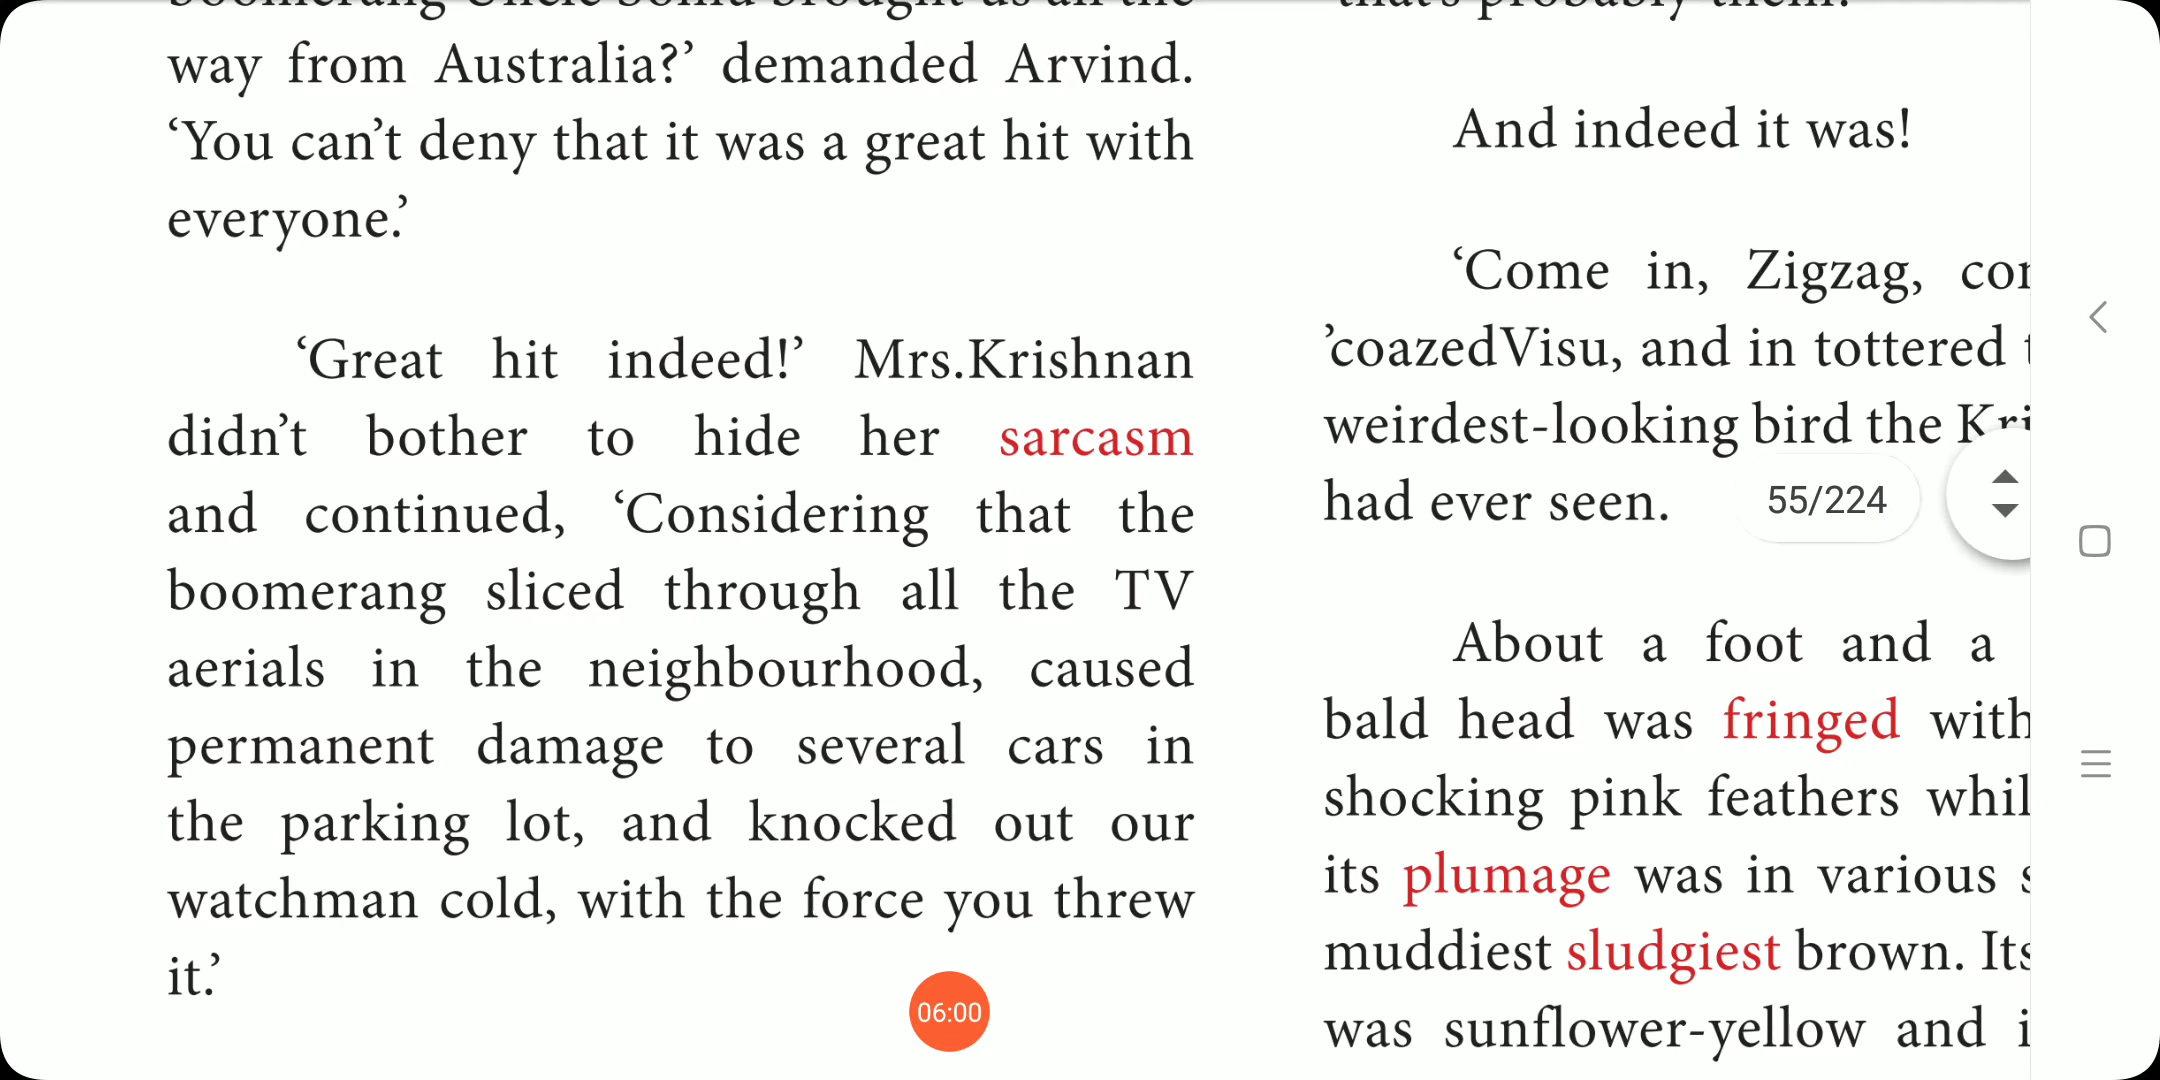 way from Australia?’ demanded Arvind.
‘You can’t deny that it was a great hit with
everyone.’
‘Great hit indeed!’ Mrs.Krishnan
didn’t bother to hide her sarcasm
and continued, ‘Considering that the
boomerang sliced through all the TV
aerials in the neighbourhood, caused
permanent damage to several cars in
the parking lot, and knocked out our
watchman cold, with the force you threw
it.’
that’s probably them!
And indeed it was!
‘Come in, Zigzag,
’coazedVisu, and in tottered
weirdest-looking bird the
had ever seen.
About a foot and a
bald head was fringed with
shocking pink feathers
its plumage was in various
muddiest sludgiest brown. Its
was sunflower-yellow and
55/224
06:00